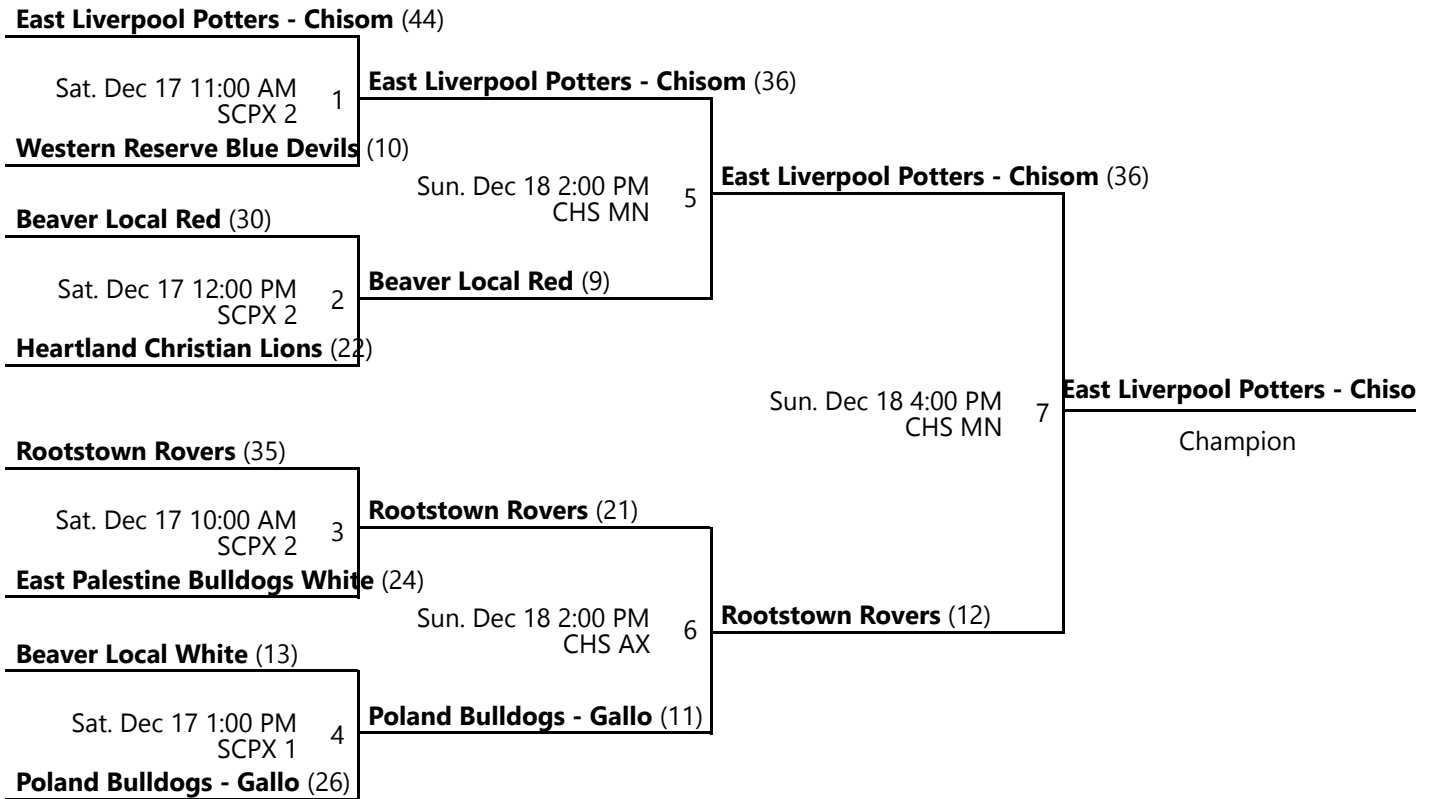 East Liverpool Potters - Chisom (44)
Sat. Dec 17 11:00 AM
SCPX 2
1
Western Reserve Blue Devils (10)
Beaver Local Red (30)
Sat. Dec 17 12:00 PM
SCPX 2
2
Heartland Christian Lions (22)
Rootstown Rovers (35)
Sat. Dec 17 10:00 AM
SCPX 2
3
East Palestine Bulldogs White (24)
Beaver Local White (13)
Sat. Dec 17 1:00 PM
SCPX 1
4
Poland Bulldogs - Gallo (26)
East Liverpool Potters - Chisom (36)
Sun. Dec 18 2:00 PM
CHS MN
5
Beaver Local Red (9)
Rootstown Rovers (21)
Sun. Dec 18 2:00 PM
CHS AX
6
Poland Bulldogs - Gallo (11)
East Liverpool Potters - Chisom (36)
Sun. Dec 18 4:00 PM
CHS MN
7
Rootstown Rovers (12)
East Liverpool Potters - Chiso
Champion